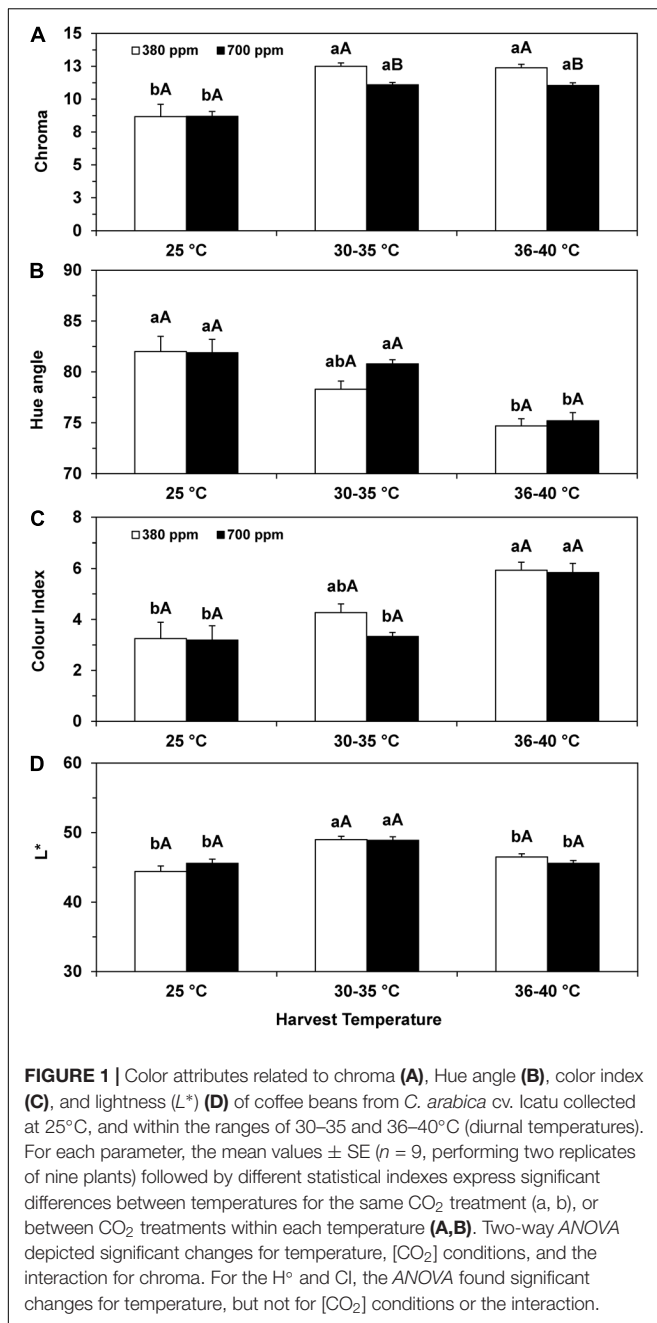 A
15
13
10
8
5
3
0
Chroma
380 ppm 700 ppm
bA bA aA aB aA aB
25 °C 30-35 °C 36-40 °C
B
90
85
80
75
70
Hue angle
aA aA abA aA bA bA
25 °C 30-35 °C 36-40 °C
C
8
6
4
2
0
Colour Index
380 ppm 700 ppm
bA bA abA bA aA aA
25 °C 30-35 °C 36-40 °C
D
60
50
40
30
L*
bA bA aA aA bA bA
25 °C 30-35 °C 36-40 °C
Harvest Temperature
FIGURE 1 | Color attributes related to chroma (A), Hue angle (B), color index
(C), and lightness (L*) (D) of coffee beans from C. arabica cv. Icatu collected
at 25°C, and within the ranges of 30–35 and 36–40°C (diurnal temperatures).
For each parameter, the mean values ± SE (n = 9, performing two replicates
of nine plants) followed by different statistical indexes express significant
differences between temperatures for the same CO₂ treatment (a, b), or
between CO₂ treatments within each temperature (A,B). Two-way ANOVA
depicted significant changes for temperature, [CO₂] conditions, and the
interaction for chroma. For the H° and CI, the ANOVA found significant
changes for temperature, but not for [CO₂] conditions or the interaction.